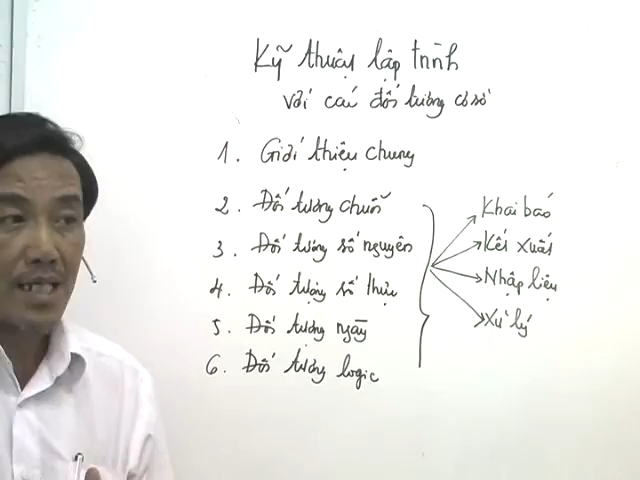 Kỹ thuật lập trình
với các đối tượng cơ sở
1. Giới thiệu chung
2. Đối tượng chuỗi
3. Đối tượng số nguyên
4. Đối tượng số thực
5. Đối tượng ngày
6. Đối tượng logic
Khai báo
Kết xuất
Nhập liệu
Xử lý